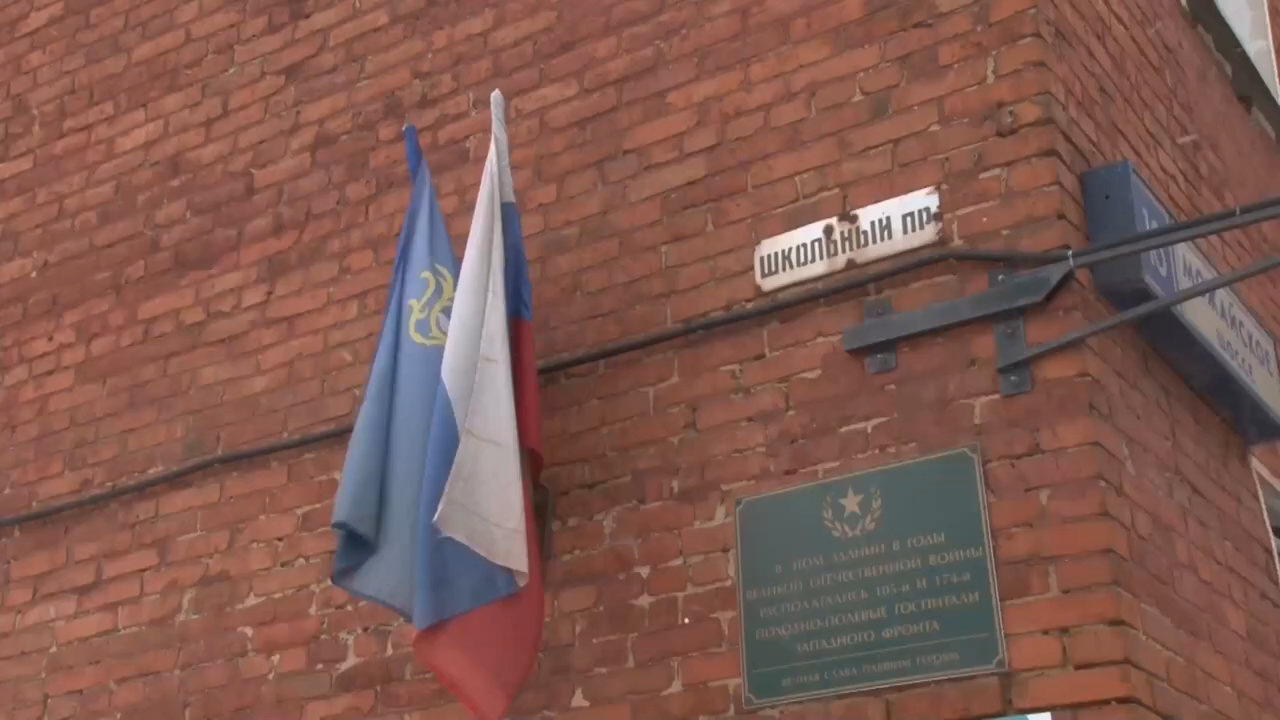 ШКОЛЬНЫЙ ПР.
МОЖАЙСКОЕ
ШОССЕ
В ЭТОМ ЗДАНИИ В ГОДЫ
ВЕЛИКОЙ ОТЕЧЕСТВЕННОЙ ВОЙНЫ
РАСПОЛАГАЛИСЬ 105-й И 174-й
ПОХОДНО-ПОЛЕВЫЕ ГОСПИТАЛИ
ЗАПАДНОГО ФРОНТА
ВЕЧНАЯ СЛАВА ПАВШИМ ГЕРОЯМ